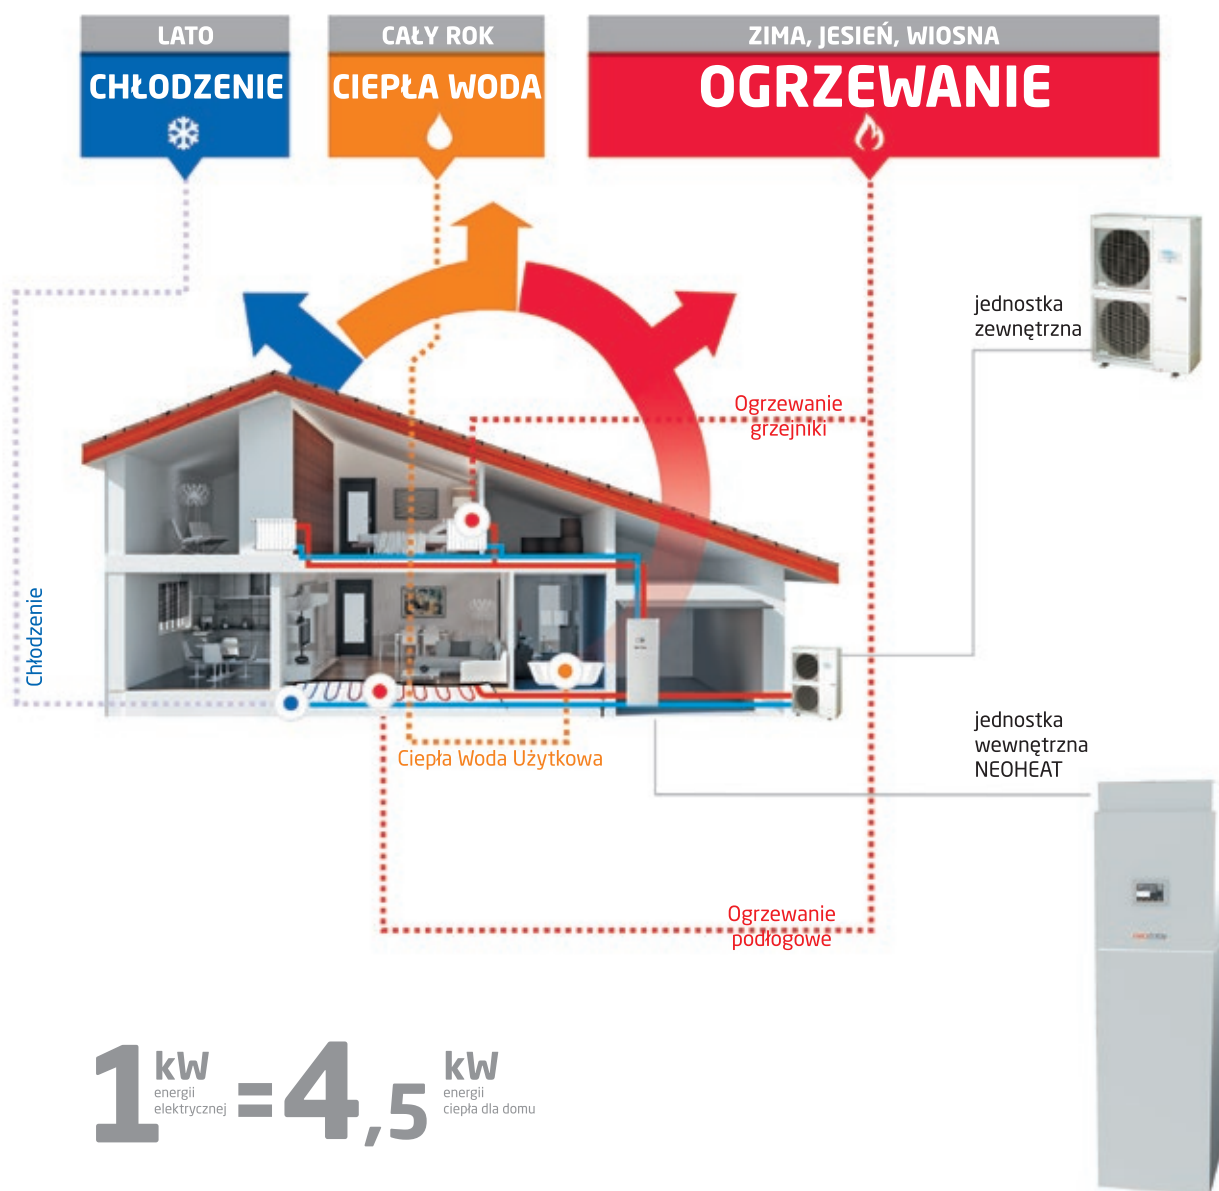 LATO
CHŁODZENIE
CAŁY ROK
CIEPŁA WODA
ZIMA, JESIEŃ, WIOSNA
OGRZEWANIE
jednostka
zewnętrzna
Ogrzewanie
grzejniki
Chłodzenie
Ciepła Woda Użytkowa
jednostka
wewnętrzna
NEOHEAT
Ogrzewanie
podłogowe
1 kW energii elektrycznej = 4,5 kW energii ciepła dla domu